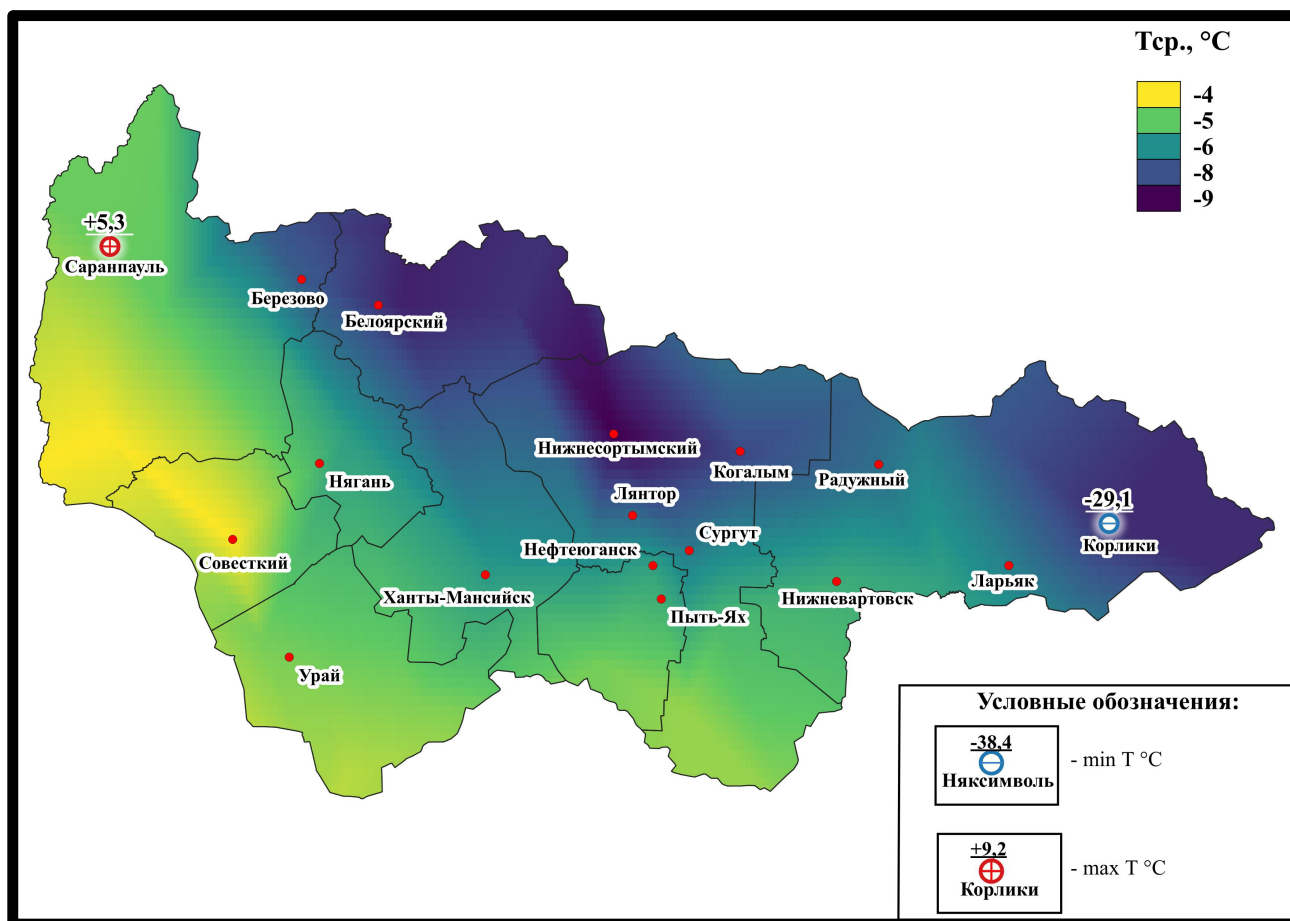 Тср., °C
-4
-5
-6
-8
-9
+5,3
Саранпауль
Березово
Белоярский
Нижнесортымский
Когалым
Радужный
Нягань
Лянтор
-29,1
Корлики
Совесткий
Нефтеюганск
Сургут
Ларьяк
Ханты-Мансийск
Нижневартовск
Пыть-Ях
Урай
Условные обозначения:
-38,4
Няксимволь
- min T °C
+9,2
Корлики
- max T °C